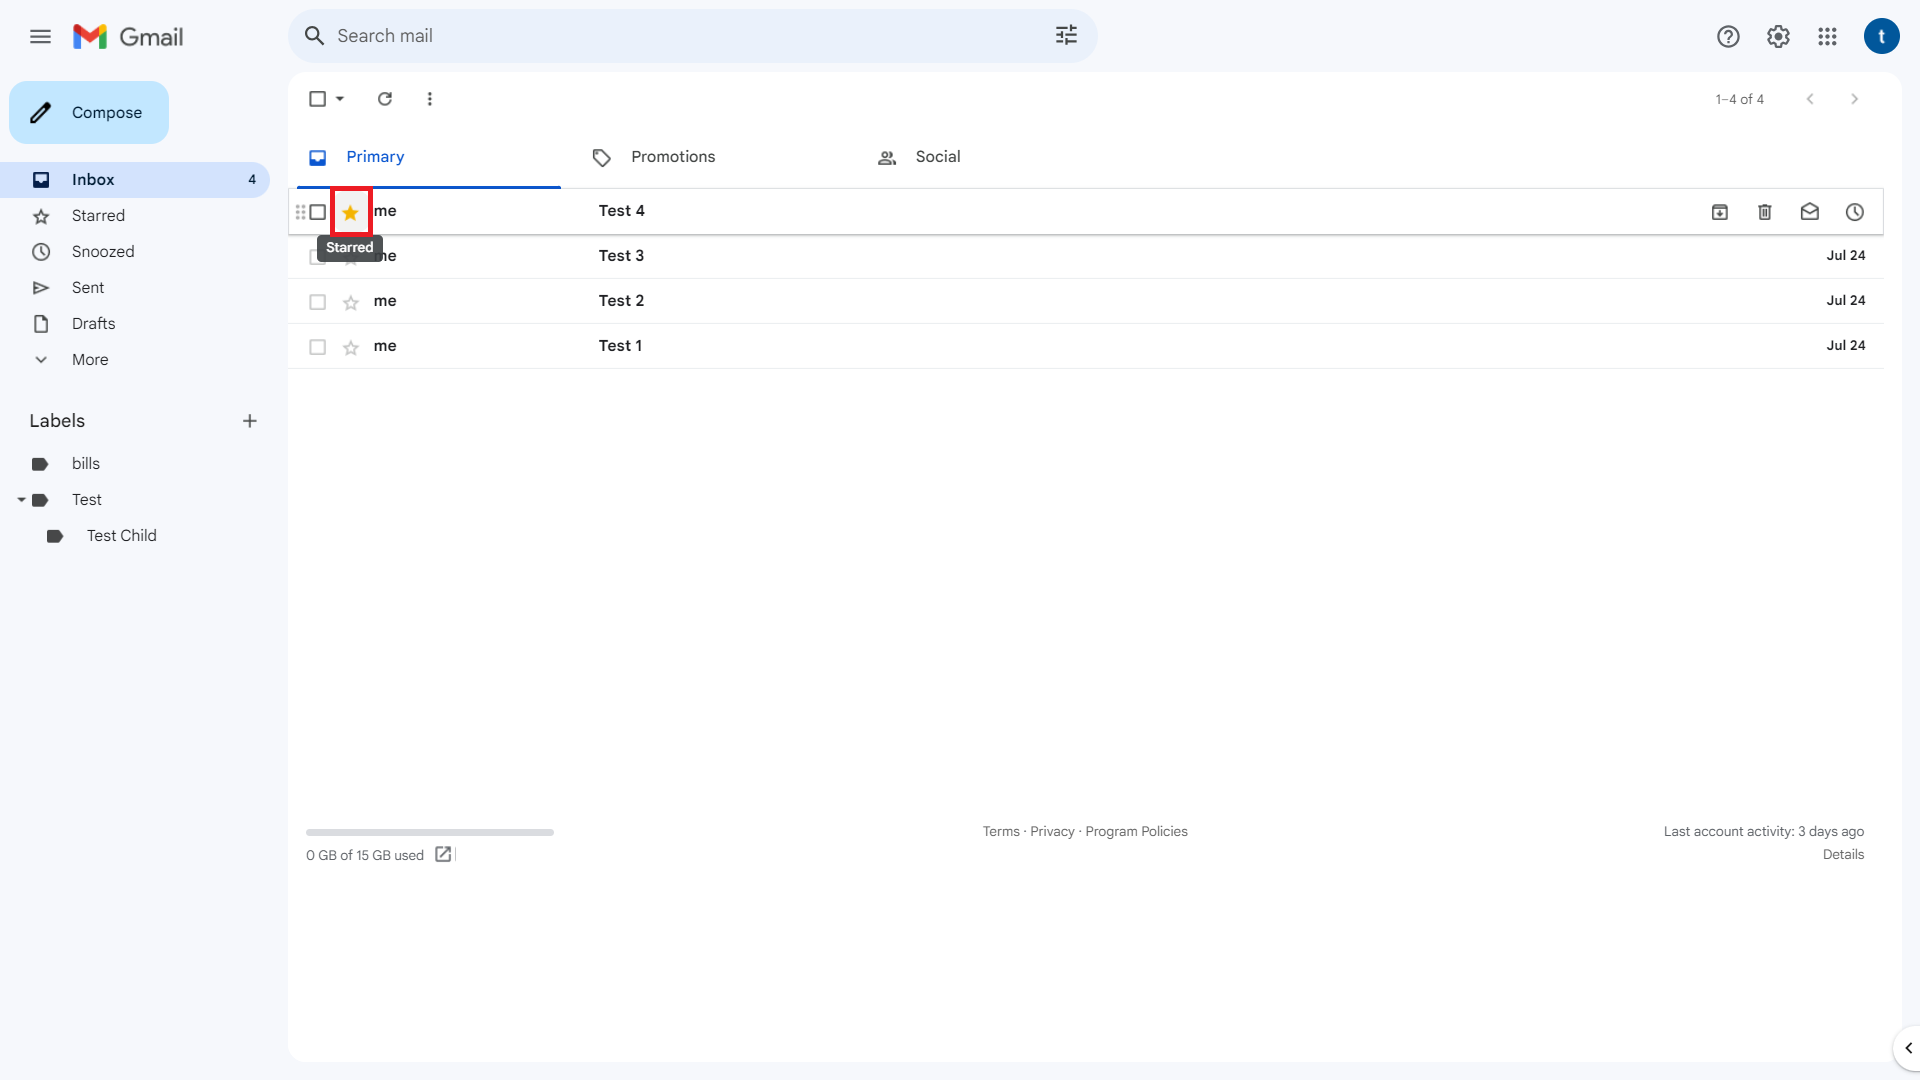 Gmail
Search mail
t
Compose
1–4 of 4
Primary
Promotions
Social
Inbox 4
Starred
Snoozed
Sent
Drafts
More
me Test 4
Starred
me Test 3 Jul 24
me Test 2 Jul 24
me Test 1 Jul 24
Labels
bills
Test
Test Child
0 GB of 15 GB used
Terms · Privacy · Program Policies
Last account activity: 3 days ago
Details